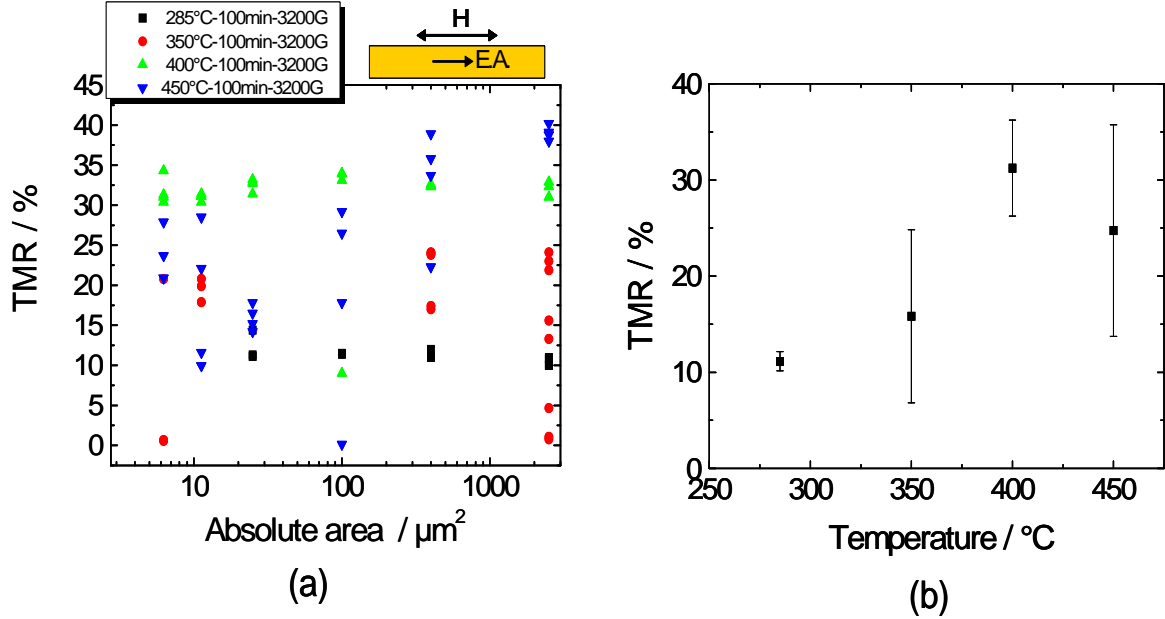 285°C-100min-3200G
350°C-100min-3200G
400°C-100min-3200G
450°C-100min-3200G
H
EA
45
40
35
30
25
20
15
10
5
0
TMR / %
10
100
1000
Absolute area / µm²
(a)
40
30
20
10
0
TMR / %
250
300
350
400
450
Temperature / °C
(b)